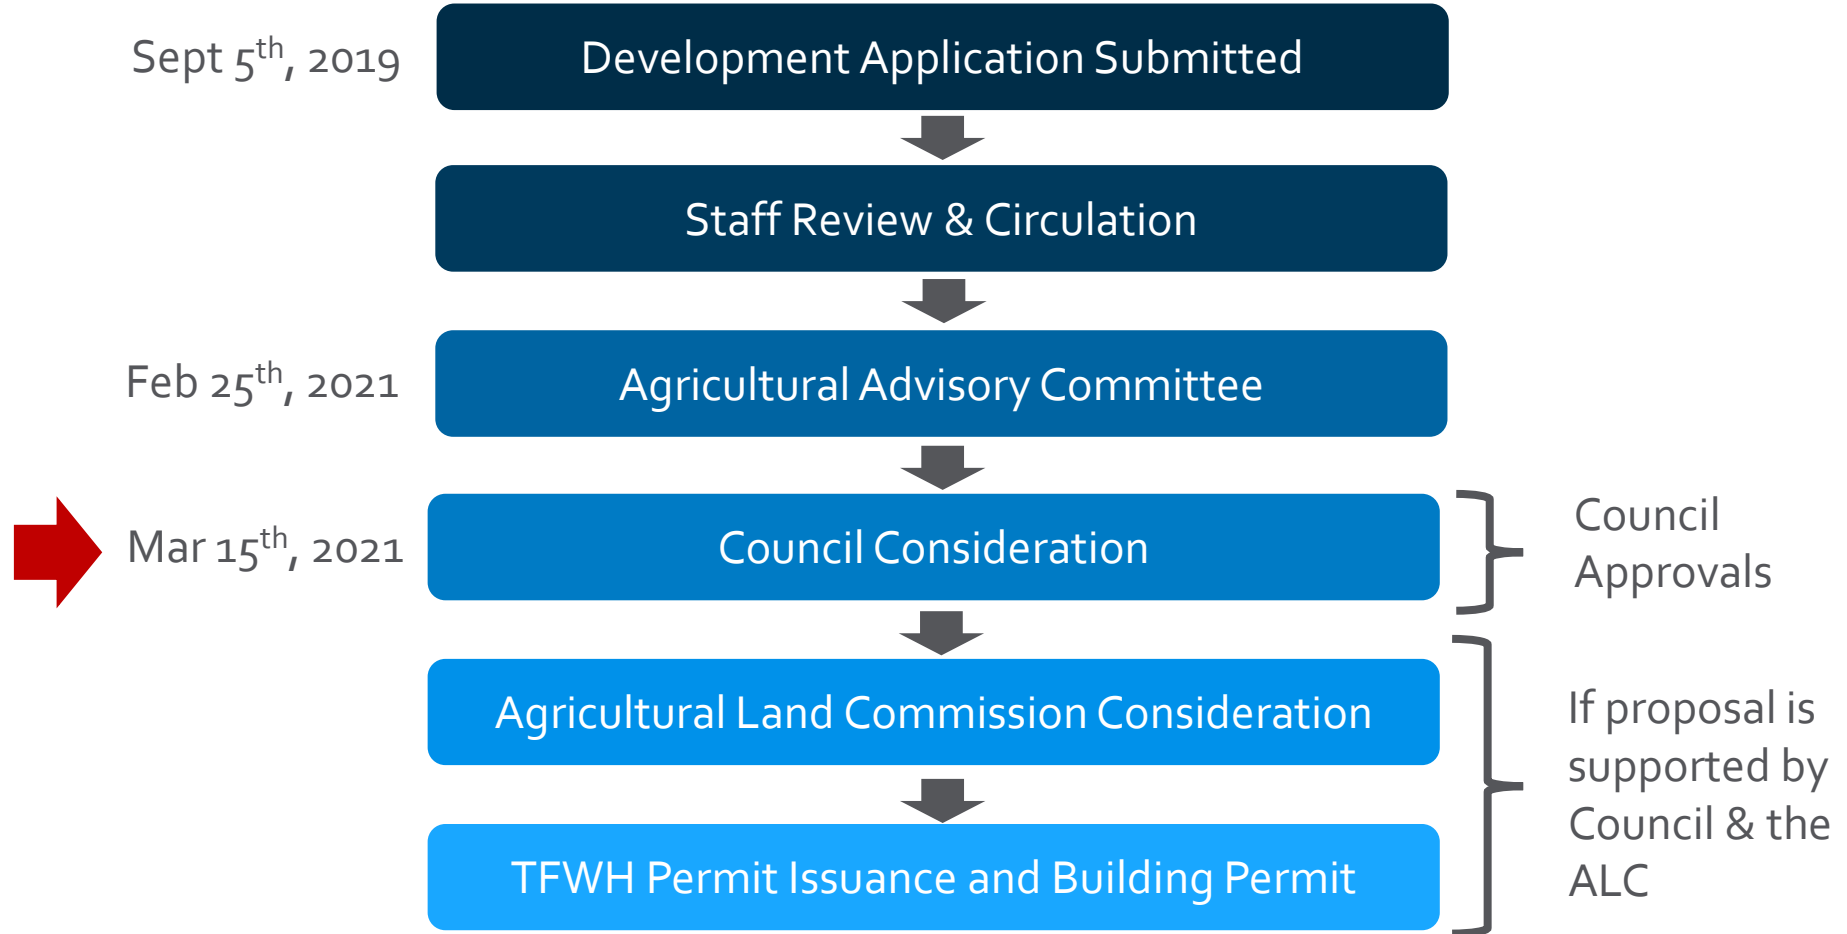 Sept 5th, 2019
Development Application Submitted
Staff Review & Circulation
Feb 25th, 2021
Agricultural Advisory Committee
Mar 15th, 2021
Council Consideration
Council
Approvals
Agricultural Land Commission Consideration
If proposal is
supported by
Council & the
ALC
TFWH Permit Issuance and Building Permit